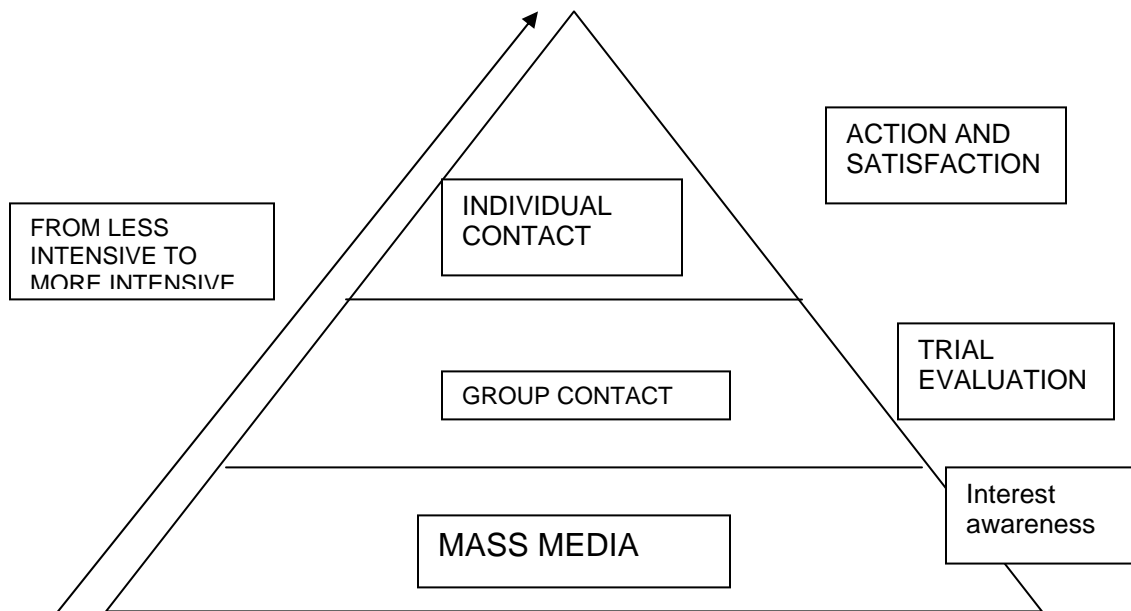 ACTION AND
SATISFACTION
INDIVIDUAL
CONTACT
FROM LESS
INTENSIVE TO
MORE INTENSIVE
TRIAL
EVALUATION
GROUP CONTACT
Interest
awareness
MASS MEDIA